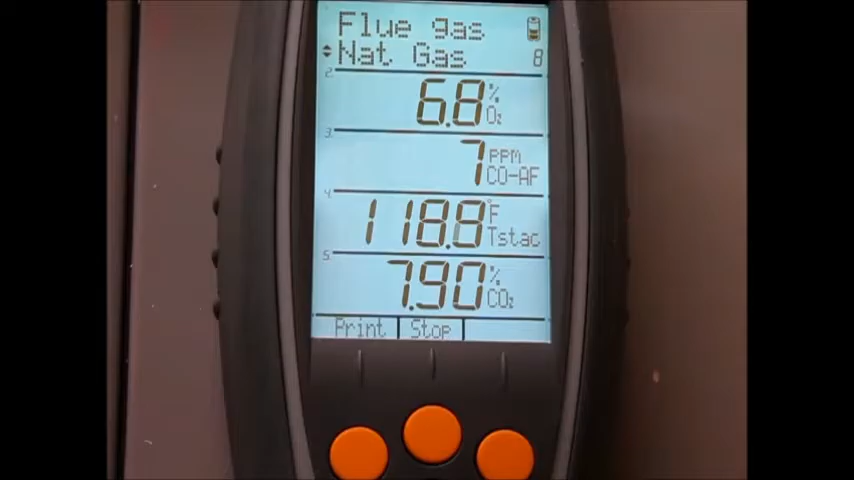 Flue gas
Nat Gas 8
2.
6.8 % O₂
3.
7 ppm CO-AF
4.
118.8 °F Tstac
5.
7.90 % CO₂
Print Stop